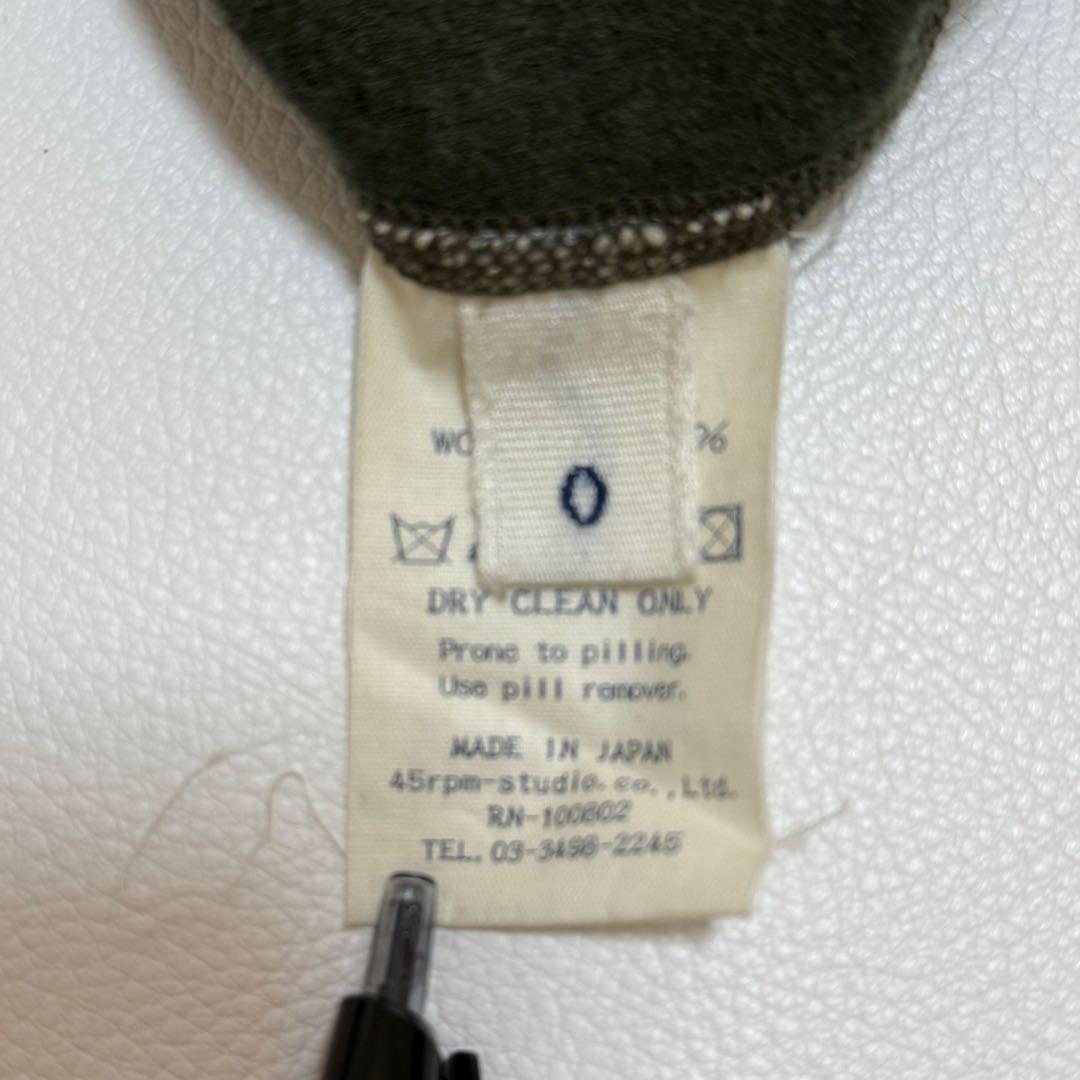 WO %
0
DRY CLEAN ONLY
Prone to pilling.
Use pill remover.
MADE IN JAPAN
45rpm-studio.co.,Ltd.
RN-100602
TEL. 03-3498-2245